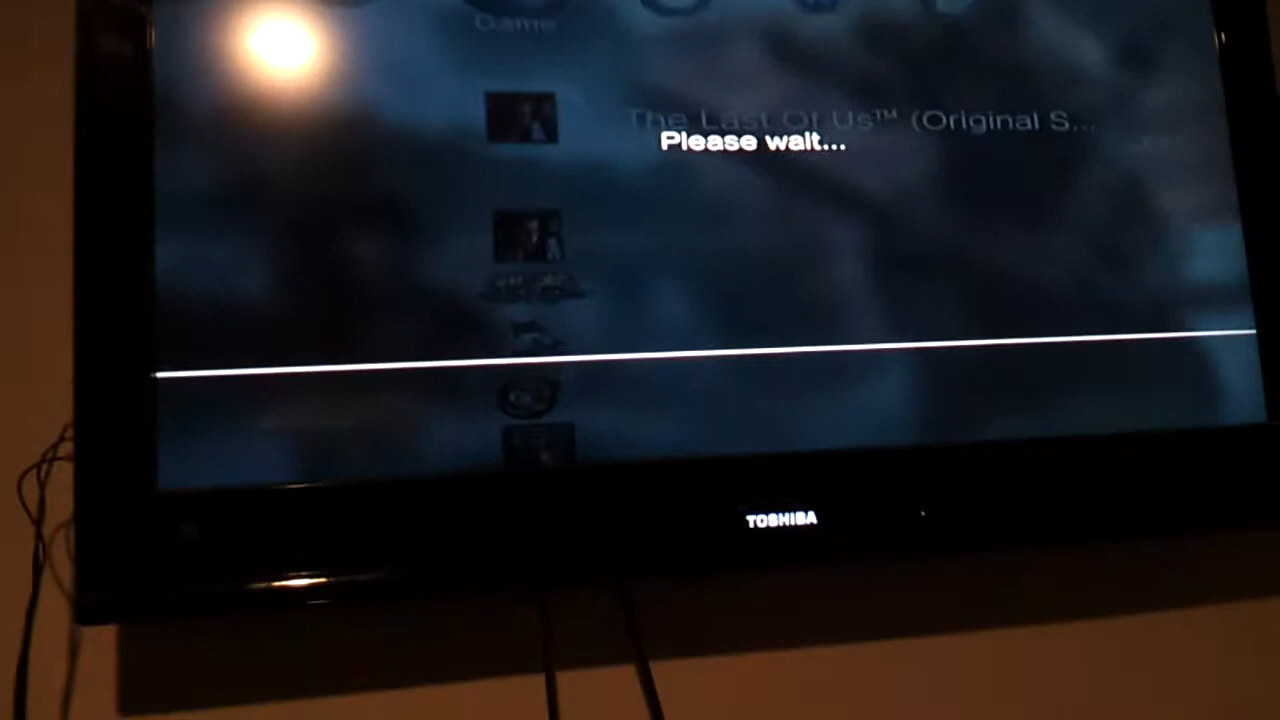 Game
The Last Of Us™ (Original S...
Please wait...
TOSHIBA